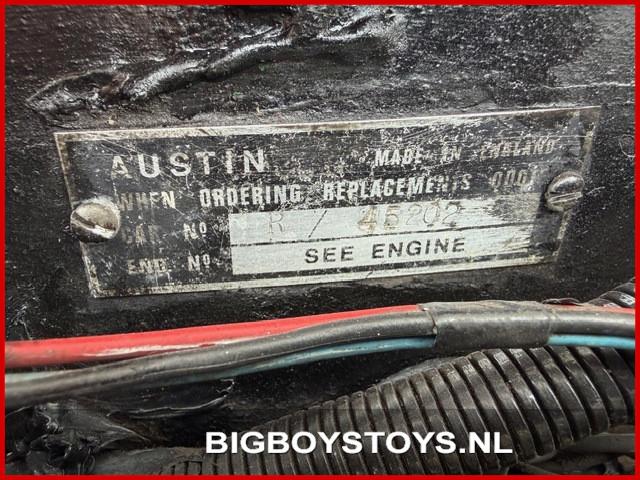 AUSTIN MADE IN ENGLAND
WHEN ORDERING REPLACEMENTS QUOTE
CAR Nº R / 45202
ENG Nº SEE ENGINE
BIGBOYSTOYS.NL